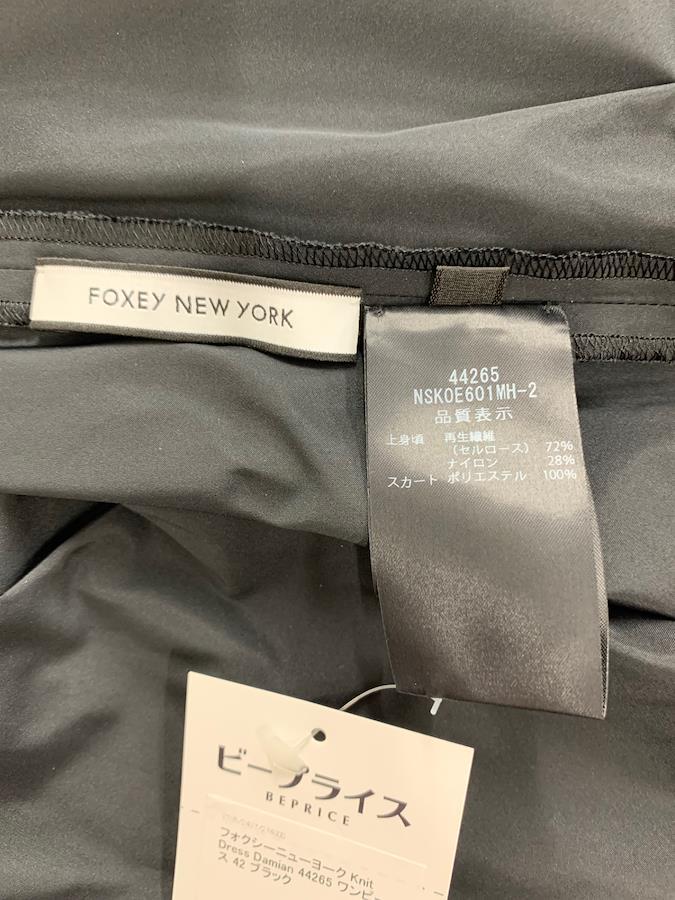 FOXEY NEW YORK
44265
NSK0E601MH-2
品質表示
上身頃 再生繊維
(セルロース) 72%
ナイロン 28%
スカート ポリエステル 100%
ビープライス
BEPRICE
フォクシーニューヨーク Knit
Dress Damian 44265 ワンピー
ス 42 ブラック